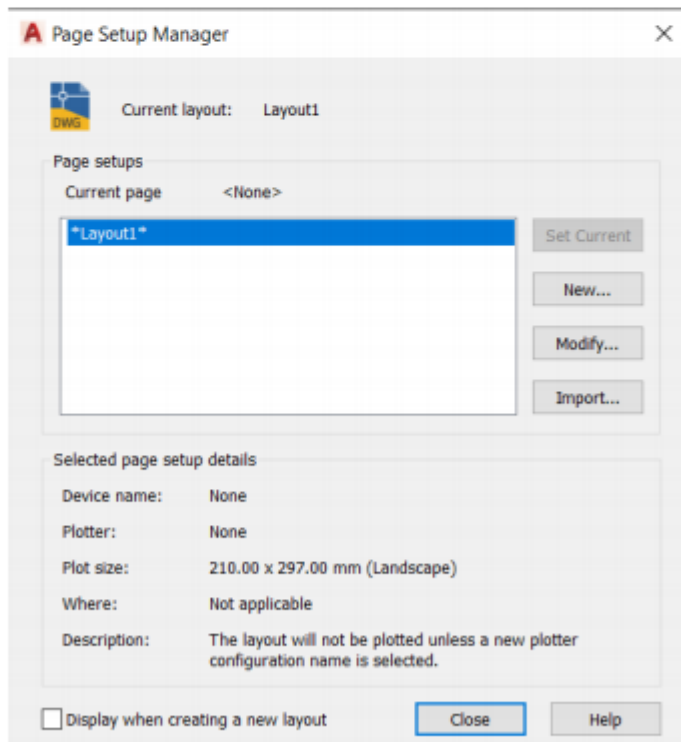 Page Setup Manager
DWG
Current layout: Layout1
Page setups
Current page <None>
*Layout1*
Set Current
New...
Modify...
Import...
Selected page setup details
Device name: None
Plotter: None
Plot size: 210.00 x 297.00 mm (Landscape)
Where: Not applicable
Description: The layout will not be plotted unless a new plotter
configuration name is selected.
Display when creating a new layout
Close
Help